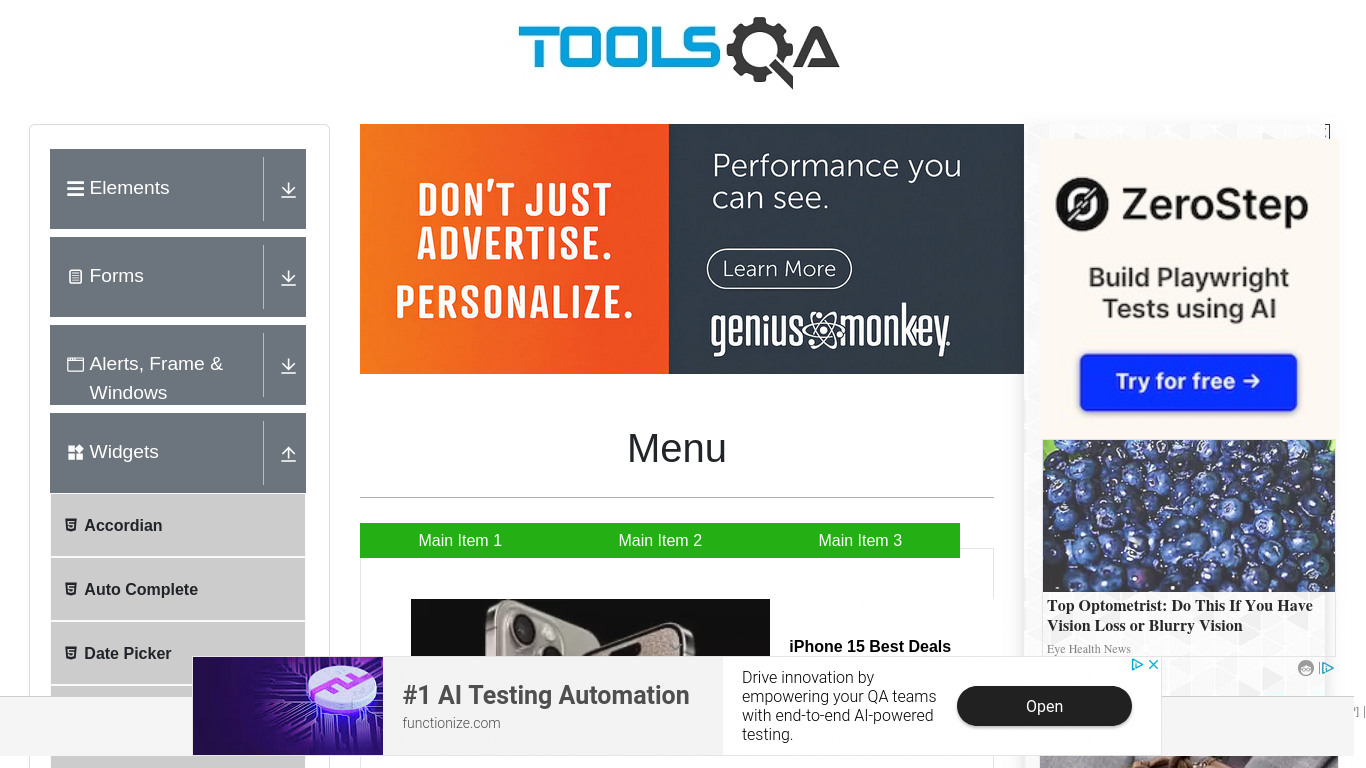 TOOLSQA
Elements
Forms
Alerts, Frame &
Windows
Widgets
Accordian
Auto Complete
Date Picker
DON'T JUST
ADVERTISE.
PERSONALIZE.
Performance you
can see.
Learn More
genius monkey
Menu
Main Item 1
Main Item 2
Main Item 3
iPhone 15 Best Deals
ZeroStep
Build Playwright
Tests using AI
Try for free →
Top Optometrist: Do This If You Have
Vision Loss or Blurry Vision
Eye Health News
#1 AI Testing Automation
functionize.com
Drive innovation by
empowering your QA teams
with end-to-end AI-powered
testing.
Open